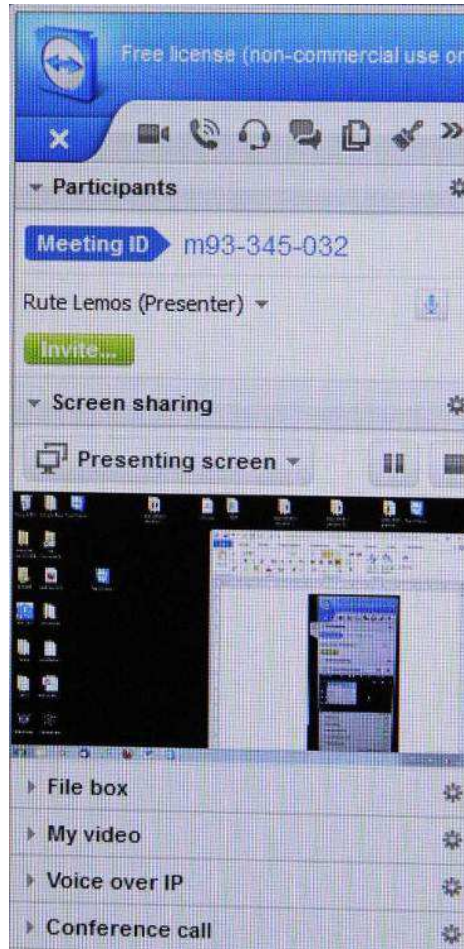 Free license (non-commercial use on
Participants
Meeting ID m93-345-032
Rute Lemos (Presenter)
Invite...
Screen sharing
Presenting screen
File box
My video
Voice over IP
Conference call